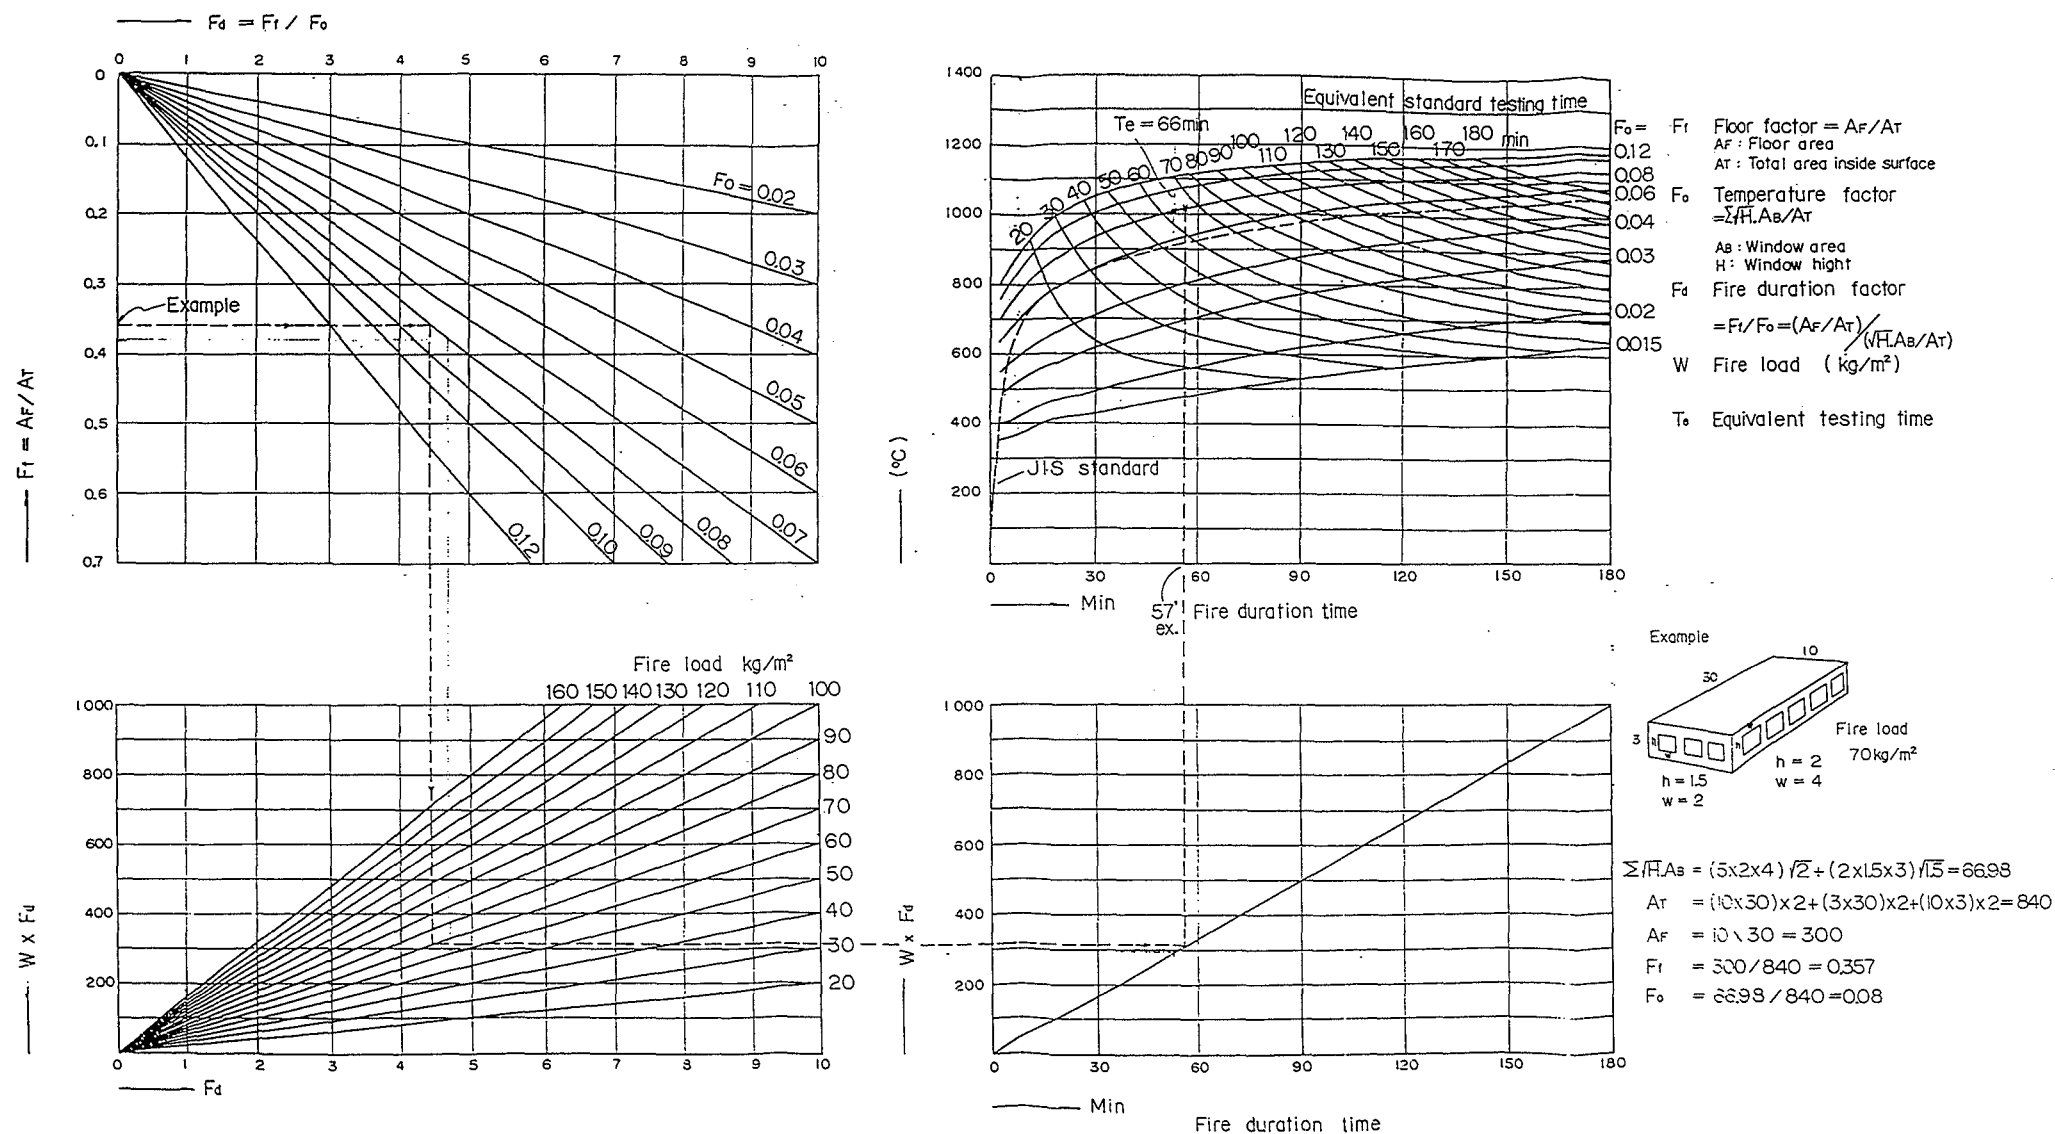 Fd = Ff / Fo
0 1 2 3 4 5 6 7 8 9 10
0
0.1
0.2
0.3
0.4
0.5
0.6
0.7
Ff = AF/AT
Example
Fo = 0.02
0.03
0.04
0.05
0.06
0.07
0.08
0.09
0.10
0.12
1400
1200
1000
800
600
400
200
(°C)
Equivalent standard testing time
Te = 66min
20 30 40 50 60 70 80 90 100 110 120 130 140 150 160 170 180 min
Fo =
0.12
0.08
0.06
0.04
0.03
0.02
0.015
JIS standard
0 30 60 90 120 150 180
Min
57'
ex.
Fire duration time
Ff Floor factor = AF/AT
AF : Floor area
AT : Total area inside surface
Fo Temperature factor
=Σ√H.AB/AT
AB : Window area
H : Window hight
Fd Fire duration factor
=Ff/Fo=(AF/AT)/(√H.AB/AT)
W Fire load (kg/m²)
Te Equivalent testing time
Fire load kg/m²
160 150 140 130 120 110 100
90
80
70
60
50
40
30
20
1000
800
600
400
200
W x Fd
0 1 2 3 4 5 6 7 8 9 10
Fd
1000
800
600
400
200
W x Fd
0 30 60 90 120 150 180
Min
Fire duration time
Example
10
30
3
h
h
h = 1.5
w = 2
h = 2
w = 4
Fire load
70kg/m²
Σ√H.AB = (5x2x4)√2+(2x1.5x3)√1.5=66.98
AT = (10x30)x2+(3x30)x2+(10x3)x2=840
AF = 10x30 = 300
Ff = 300/840 = 0.357
Fo = 66.98/840=0.08